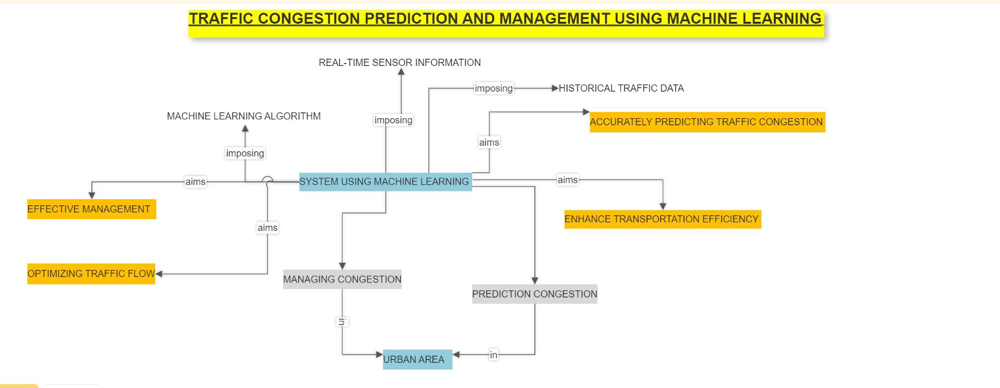 TRAFFIC CONGESTION PREDICTION AND MANAGEMENT USING MACHINE LEARNING
REAL-TIME SENSOR INFORMATION
imposing
HISTORICAL TRAFFIC DATA
MACHINE LEARNING ALGORITHM
imposing
ACCURATELY PREDICTING TRAFFIC CONGESTION
aims
imposing
aims
SYSTEM USING MACHINE LEARNING
aims
EFFECTIVE MANAGEMENT
ENHANCE TRANSPORTATION EFFICIENCY
aims
OPTIMIZING TRAFFIC FLOW
MANAGING CONGESTION
PREDICTION CONGESTION
in
in
URBAN AREA